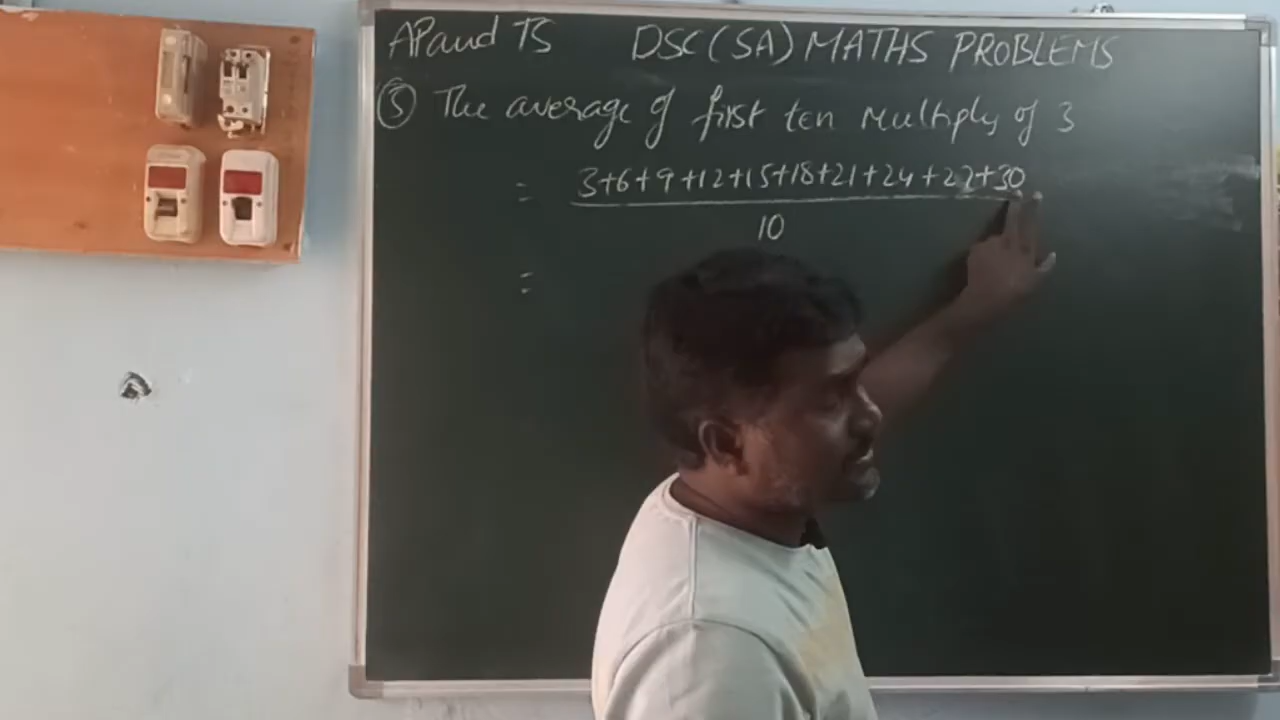 AP and TS DSC (SA) MATHS PROBLEMS
③ The average of first ten multiply of 3
= 3+6+9+12+15+18+21+24+27+30
10
=